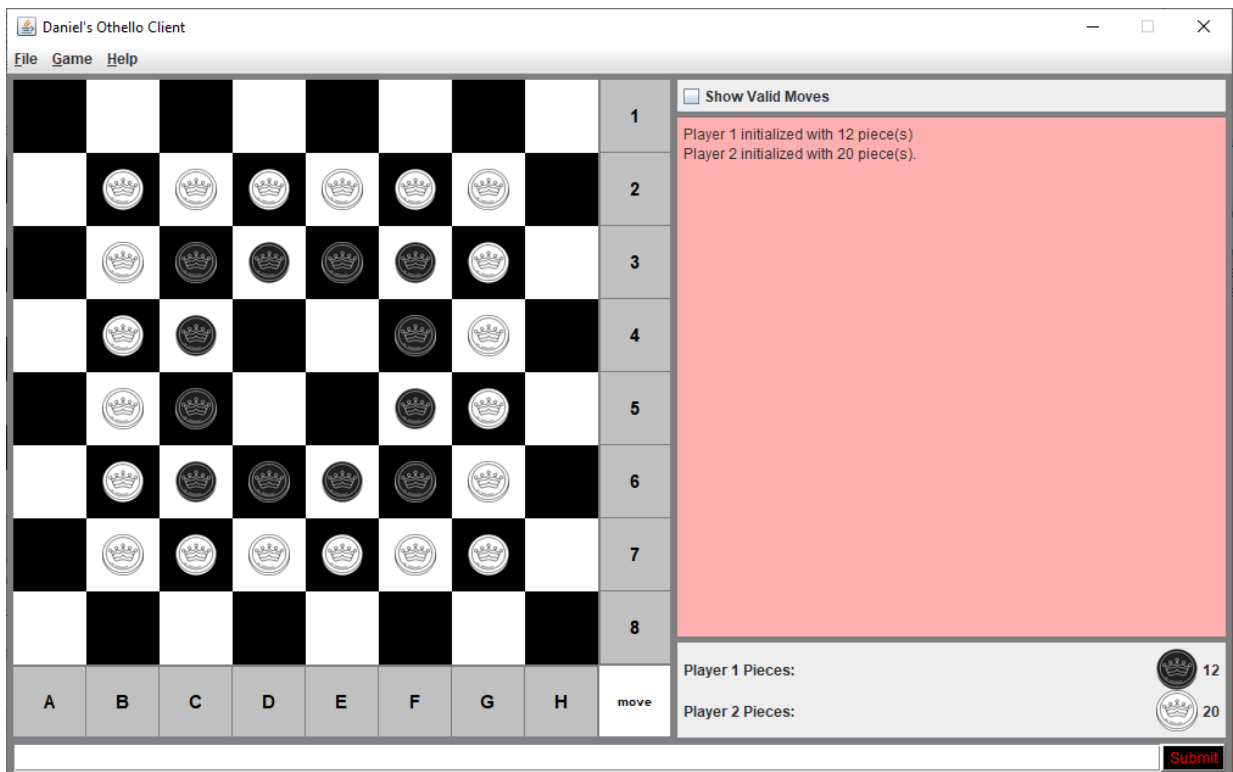 Daniel's Othello Client
File Game Help
Show Valid Moves
Player 1 initialized with 12 piece(s)
Player 2 initialized with 20 piece(s).
1
2
3
4
5
6
7
8
A B C D E F G H move
Player 1 Pieces: 12
Player 2 Pieces: 20
Submit